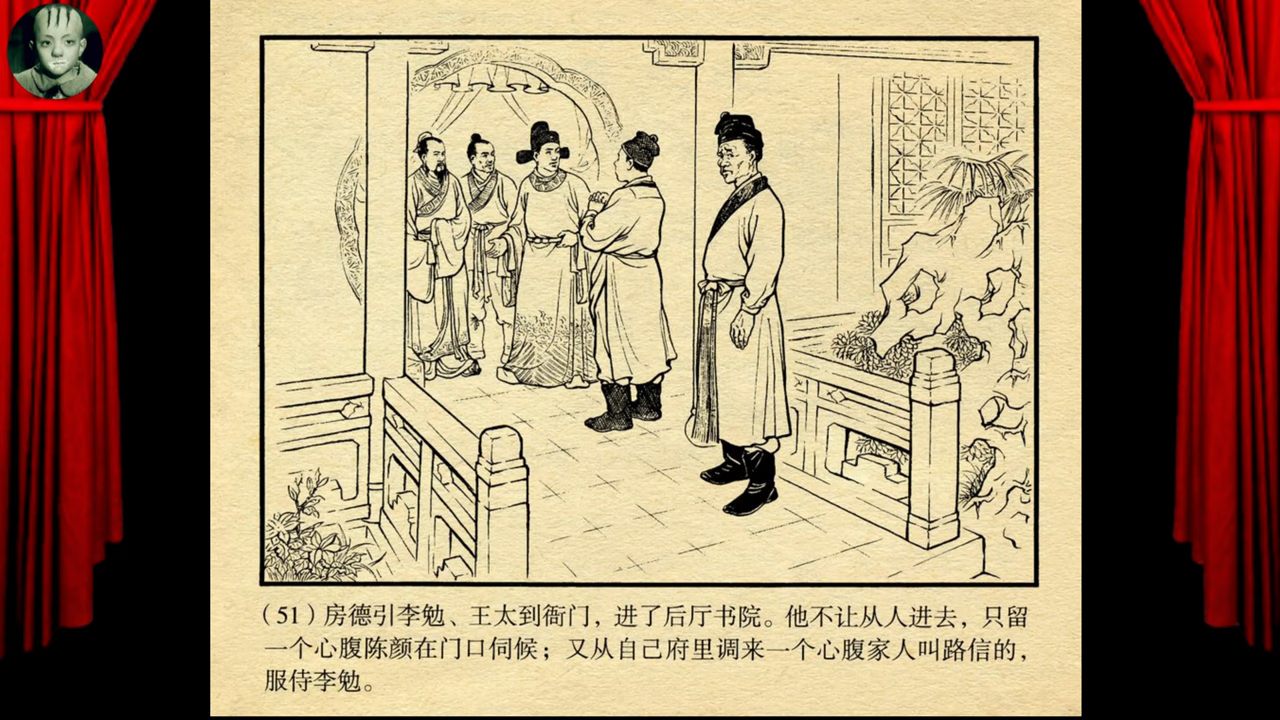 （51）房德引李勉、王太到衙门，进了后厅书院。他不让从人进去，只留
一个心腹陈颜在门口伺候；又从自己府里调来一个心腹家人叫路信的，
服侍李勉。